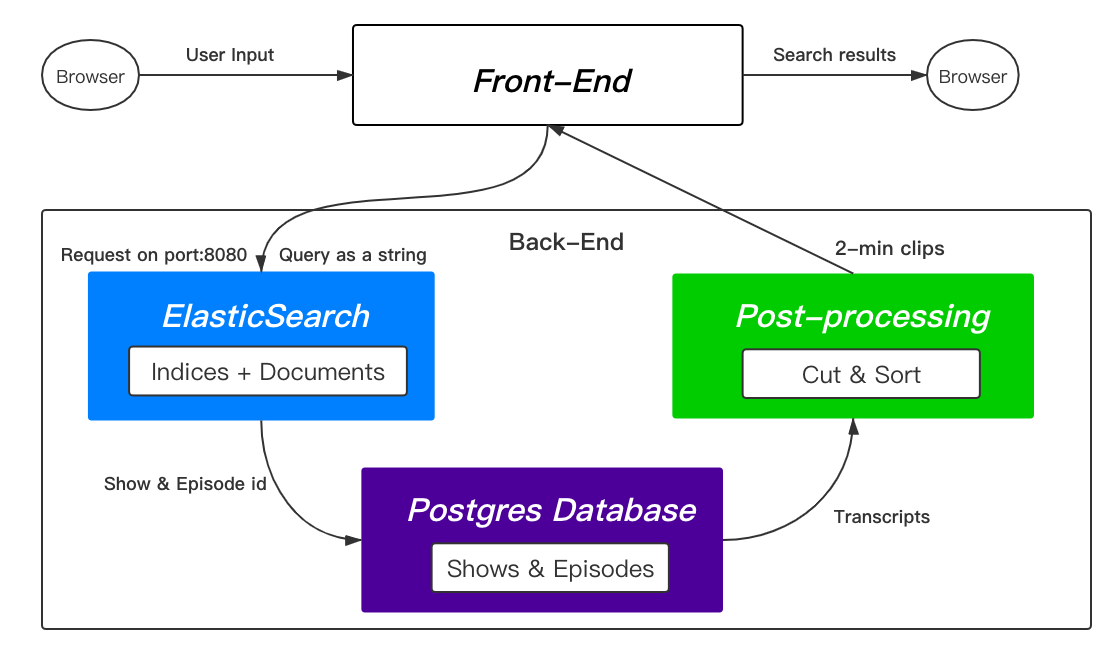 User Input
Search results
Browser
Front-End
Browser
Back-End
Request on port:8080
Query as a string
2-min clips
ElasticSearch
Indices + Documents
Post-processing
Cut & Sort
Show & Episode id
Postgres Database
Shows & Episodes
Transcripts